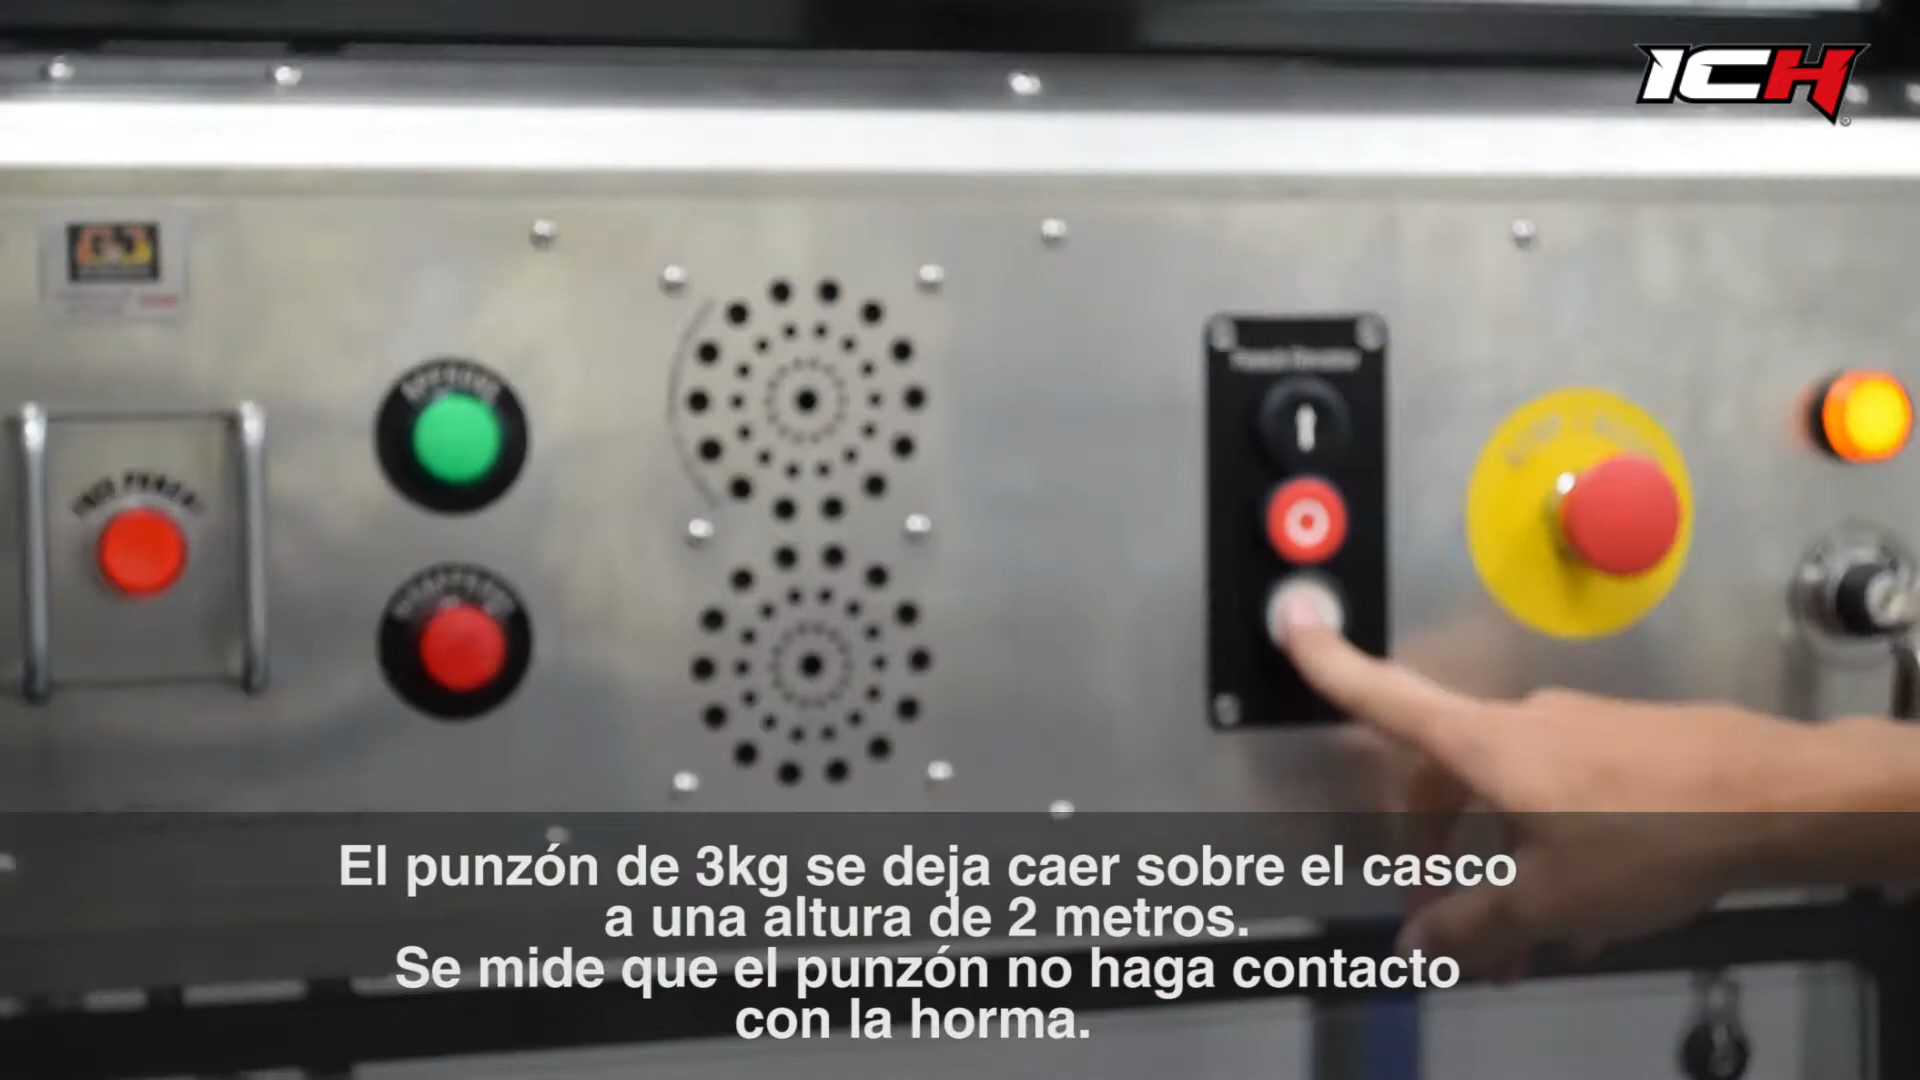 ICH
El punzón de 3kg se deja caer sobre el casco
a una altura de 2 metros.
Se mide que el punzón no haga contacto
con la horma.